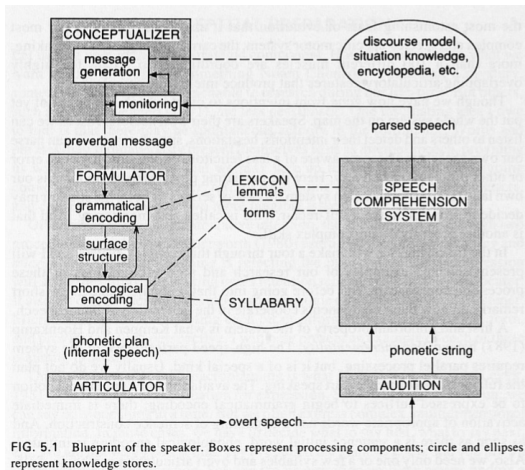 CONCEPTUALIZER
message
generation
monitoring
discourse model,
situation knowledge,
encyclopedia, etc.
parsed speech
preverbal message
FORMULATOR
grammatical
encoding
surface
structure
phonological
encoding
LEXICON
lemma's
forms
SYLLABARY
SPEECH
COMPREHENSION
SYSTEM
phonetic plan
(internal speech)
phonetic string
ARTICULATOR
AUDITION
overt speech
FIG. 5.1 Blueprint of the speaker. Boxes represent processing components; circle and ellipses
represent knowledge stores.